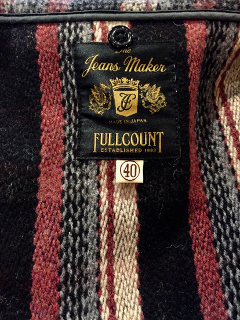 The
Jeans Maker
MADE IN JAPAN
FULLCOUNT
ESTABLISHED 1992
40